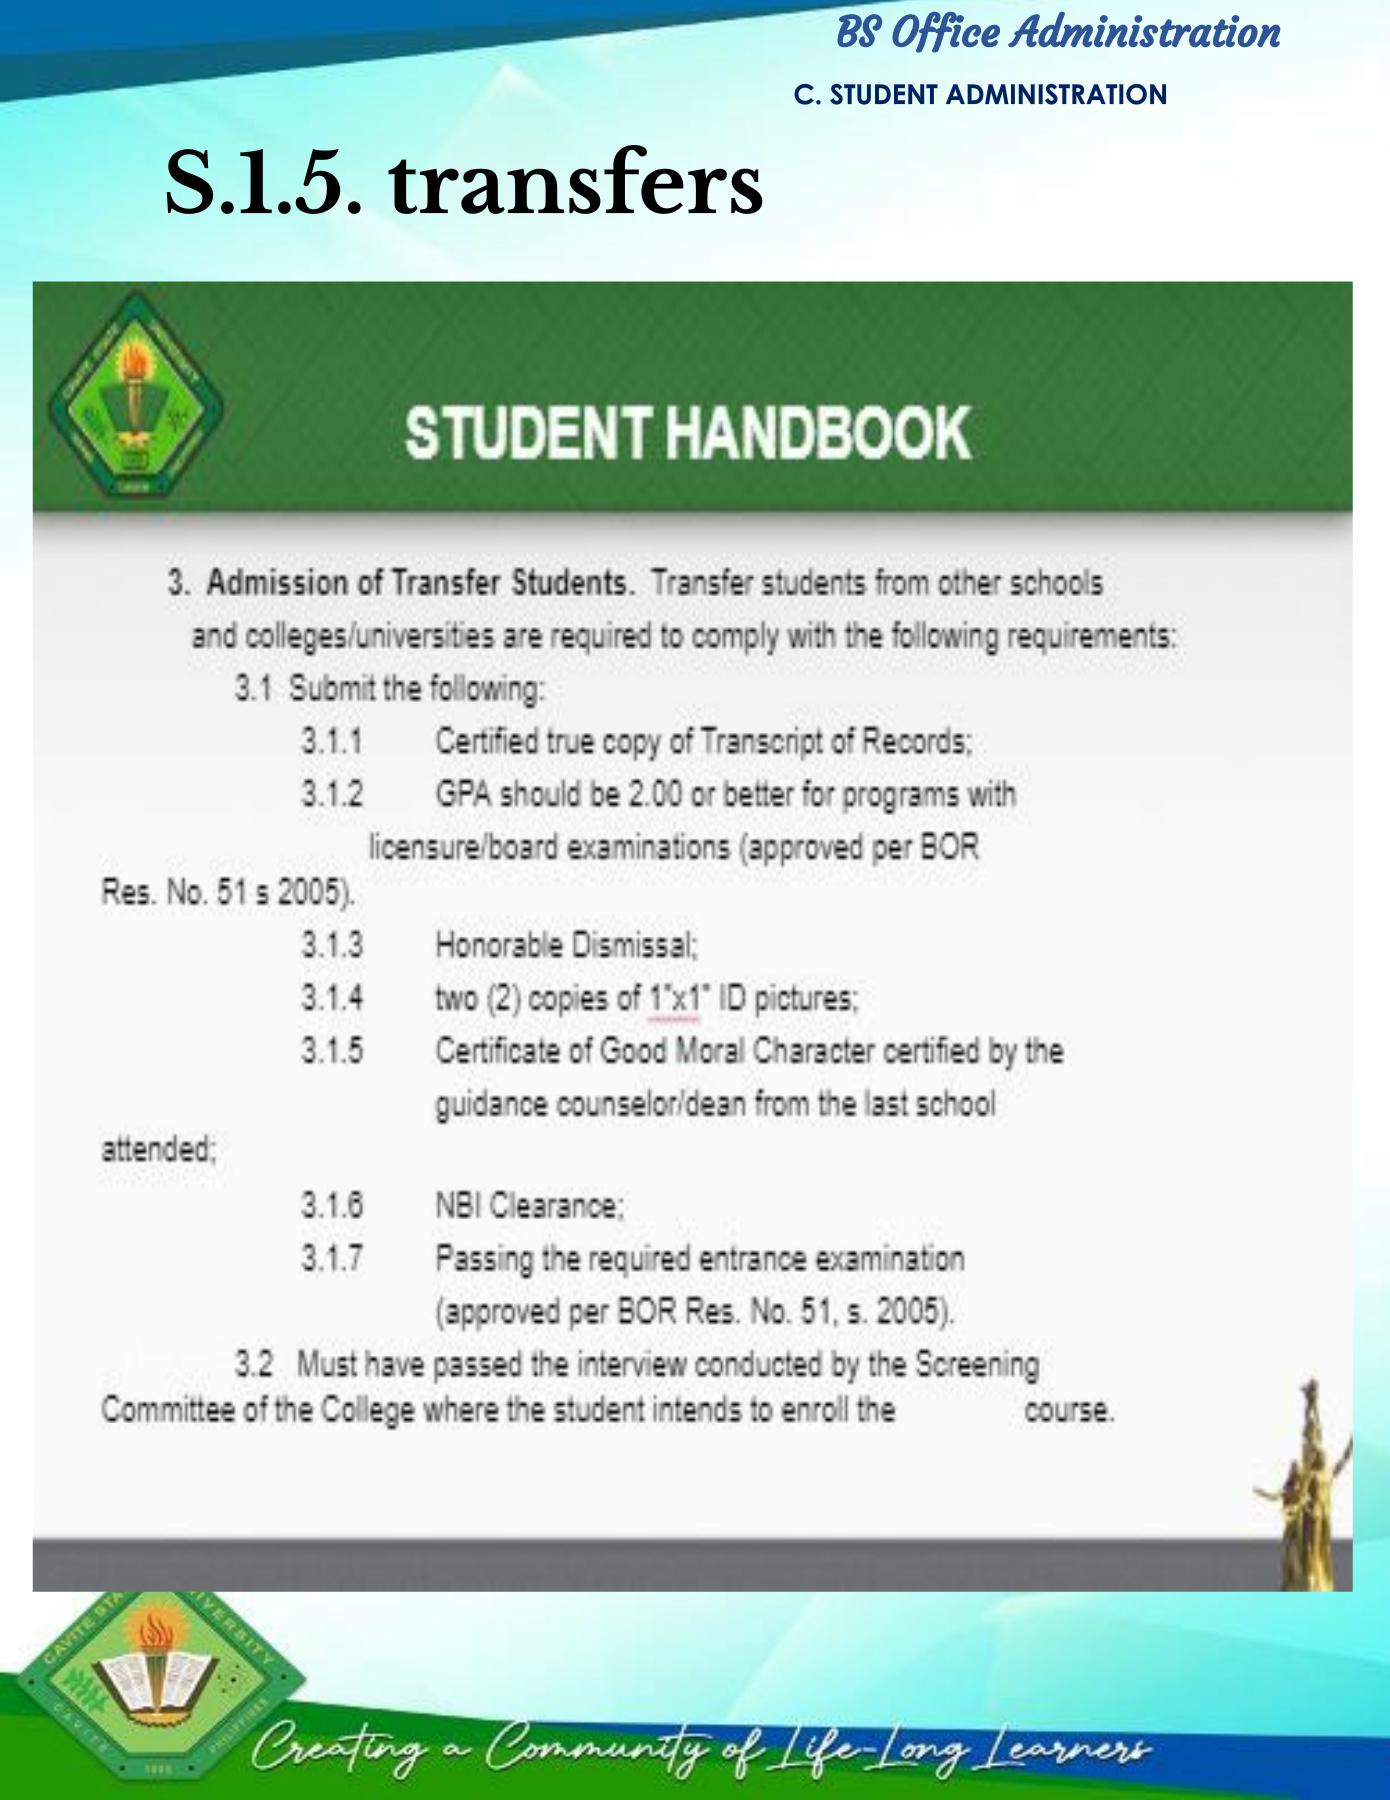 BS Office Administration
C. STUDENT ADMINISTRATION
S.1.5. transfers
STUDENT HANDBOOK
3. Admission of Transfer Students. Transfer students from other schools
and colleges/universities are required to comply with the following requirements:
3.1 Submit the following:
3.1.1 Certified true copy of Transcript of Records;
3.1.2 GPA should be 2.00 or better for programs with
licensure/board examinations (approved per BOR
Res. No. 51 s 2005).
3.1.3 Honorable Dismissal;
3.1.4 two (2) copies of 1"x1" ID pictures;
3.1.5 Certificate of Good Moral Character certified by the
guidance counselor/dean from the last school
attended;
3.1.6 NBI Clearance;
3.1.7 Passing the required entrance examination
(approved per BOR Res. No. 51, s. 2005).
3.2 Must have passed the interview conducted by the Screening
Committee of the College where the student intends to enroll the course.
CAVITE STA
VERSITY
CAVITE
PHILIPPINES
Creating a Community of Life-Long Learners